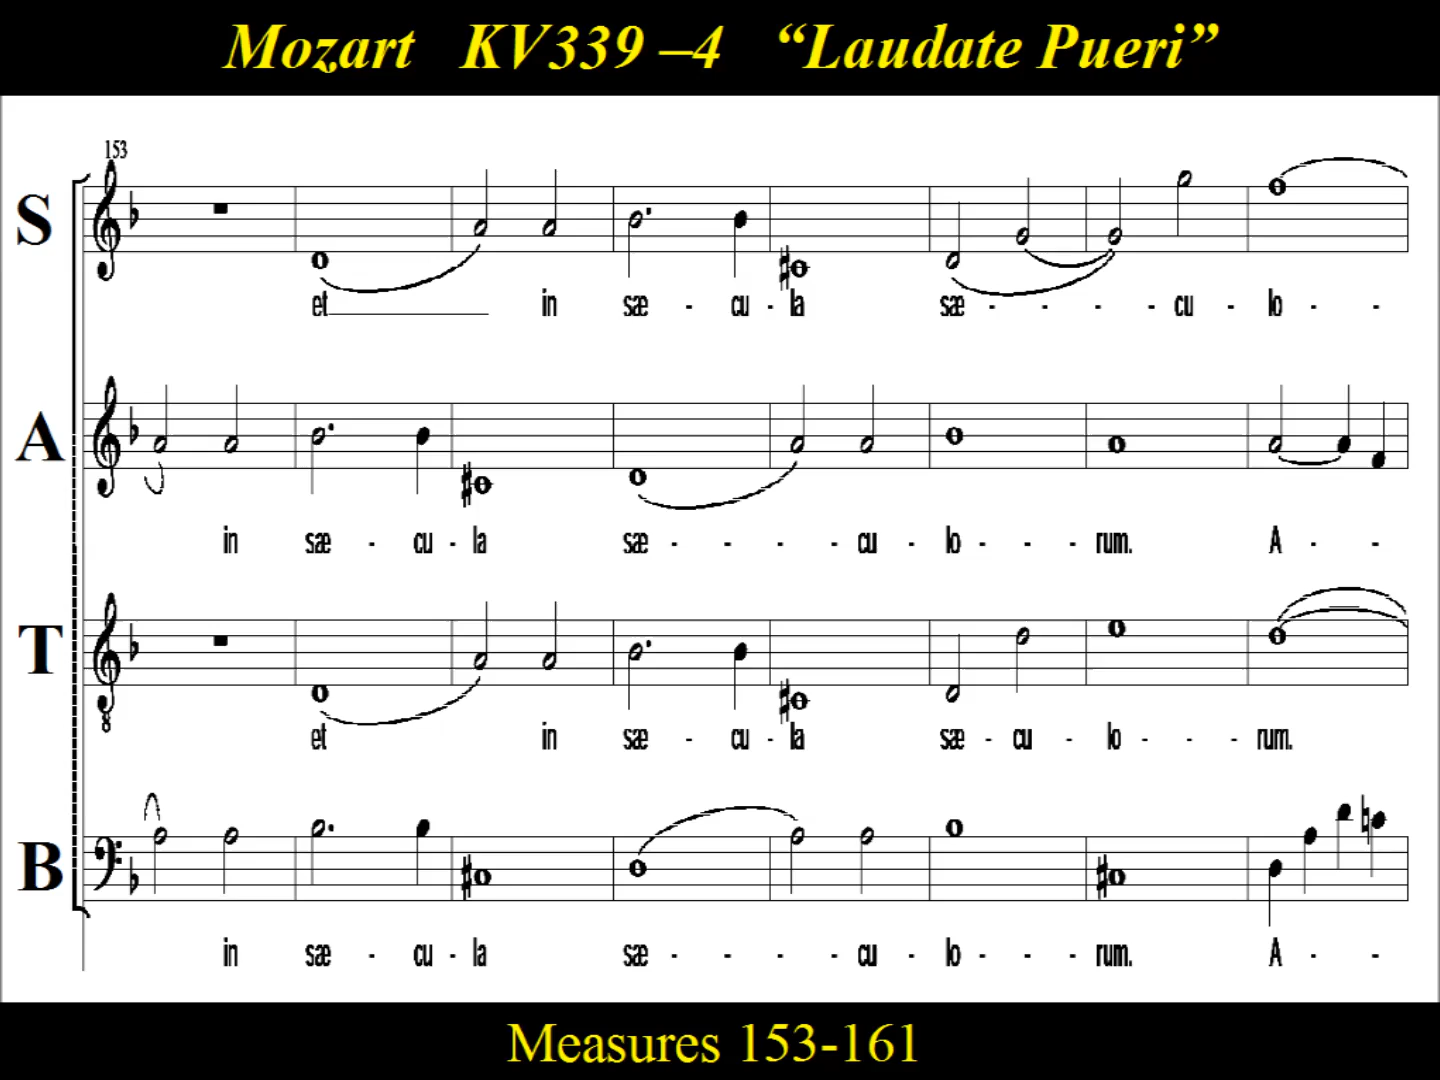 Mozart KV339 –4 “Laudate Pueri”
153
S
et in sæ - cu - la sæ - - - - cu - lo - -
A
in sæ - cu - la sæ - - - - cu - lo - - - rum. A - -
T
8
et in sæ - cu - la sæ - cu - lo - - - rum.
B
in sæ - cu - la sæ - - - - cu - lo - - - rum. A - -
Measures 153-161